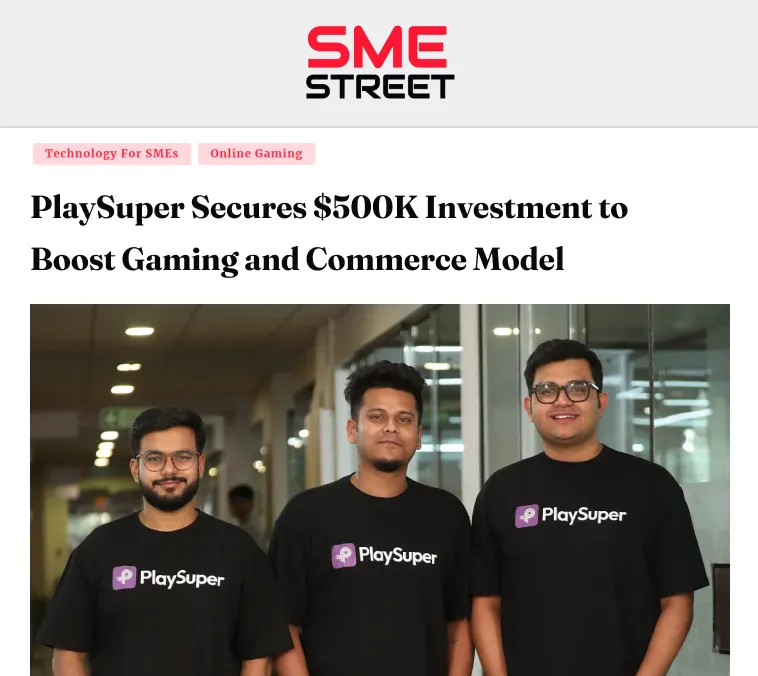 SME
STREET
Technology For SMEs Online Gaming
PlaySuper Secures $500K Investment to
Boost Gaming and Commerce Model
PlaySuper
PlaySuper
PlaySuper